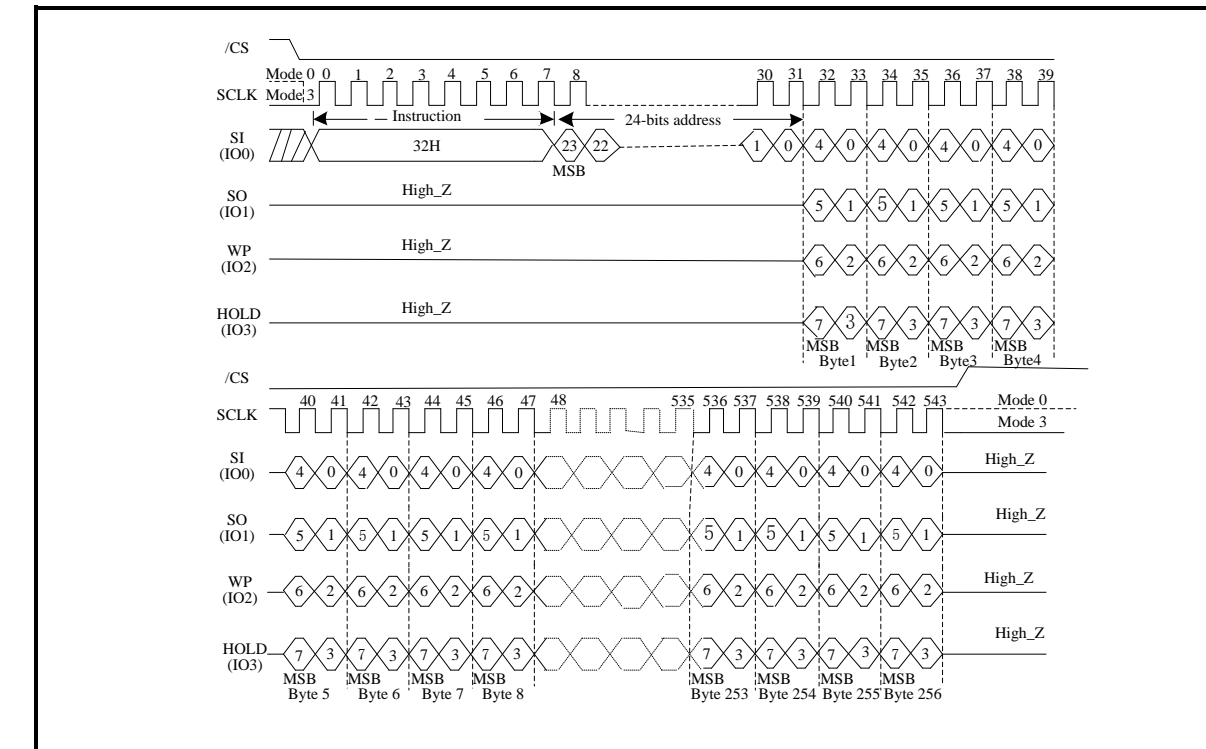 /CS
Mode 0 0 1 2 3 4 5 6 7 8 30 31 32 33 34 35 36 37 38 39
SCLK Mode 3
Instruction 24-bits address
SI 32H 23 22 1 0 4 0 4 0 4 0 4 0
(IO0)
MSB
SO High_Z 5 1 5 1 5 1 5 1
(IO1)
WP High_Z 6 2 6 2 6 2 6 2
(IO2)
HOLD High_Z 7 3 7 3 7 3 7 3
(IO3)
MSB MSB MSB MSB
Byte1 Byte2 Byte3 Byte4
/CS
40 41 42 43 44 45 46 47 48 535 536 537 538 539 540 541 542 543 Mode 0
SCLK Mode 3
SI 4 0 4 0 4 0 4 0 4 0 4 0 4 0 4 0 High_Z
(IO0)
SO 5 1 5 1 5 1 5 1 5 1 5 1 5 1 5 1 High_Z
(IO1)
WP 6 2 6 2 6 2 6 2 6 2 6 2 6 2 6 2 High_Z
(IO2)
HOLD 7 3 7 3 7 3 7 3 7 3 7 3 7 3 7 3 High_Z
(IO3)
MSB MSB MSB MSB MSB MSB MSB MSB
Byte 5 Byte 6 Byte 7 Byte 8 Byte 253 Byte 254 Byte 255 Byte 256